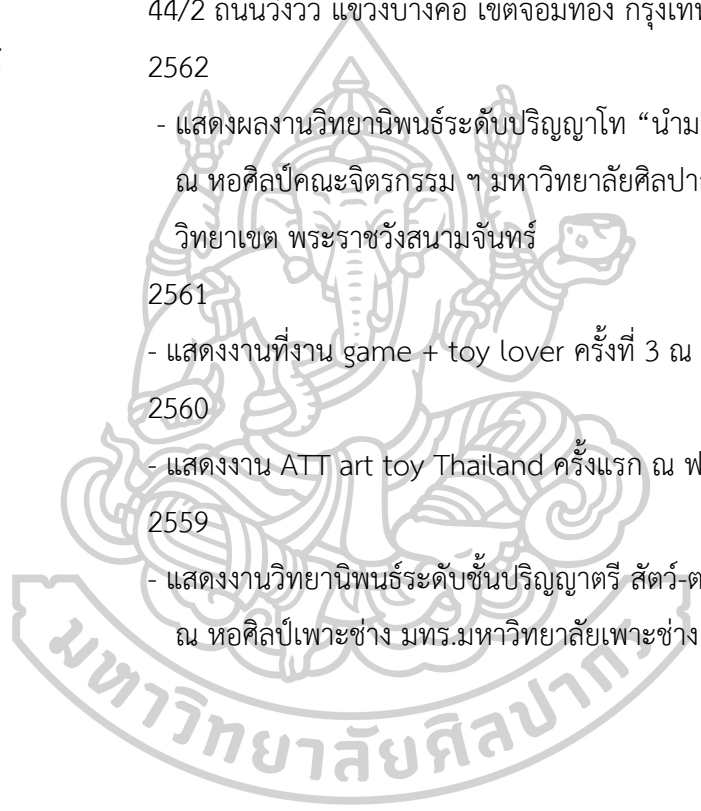 44/2 ถนนวุงวว แขวงบางคอ เขตจอมทอง กรุงเทพ
2562
- แสดงผลงานวิทยานิพนธ์ระดับปริญญาโท “นำม
ณ หอศิลป์คณะจิตรกรรม ฯ มหาวิทยาลัยศิลปา
วิทยาเขต พระราชวังสนามจันทร์
2561
- แสดงงานที่งาน game + toy lover ครั้งที่ 3 ณ
2560
- แสดงงาน ATT art toy Thailand ครั้งแรก ณ ฟ
2559
- แสดงงานวิทยานิพนธ์ระดับชั้นปริญญาตรี สัตว์-ต
ณ หอศิลป์เพาะช่าง มทร.มหาวิทยาลัยเพาะช่าง
มหาวิทยาลัยศิลปากร